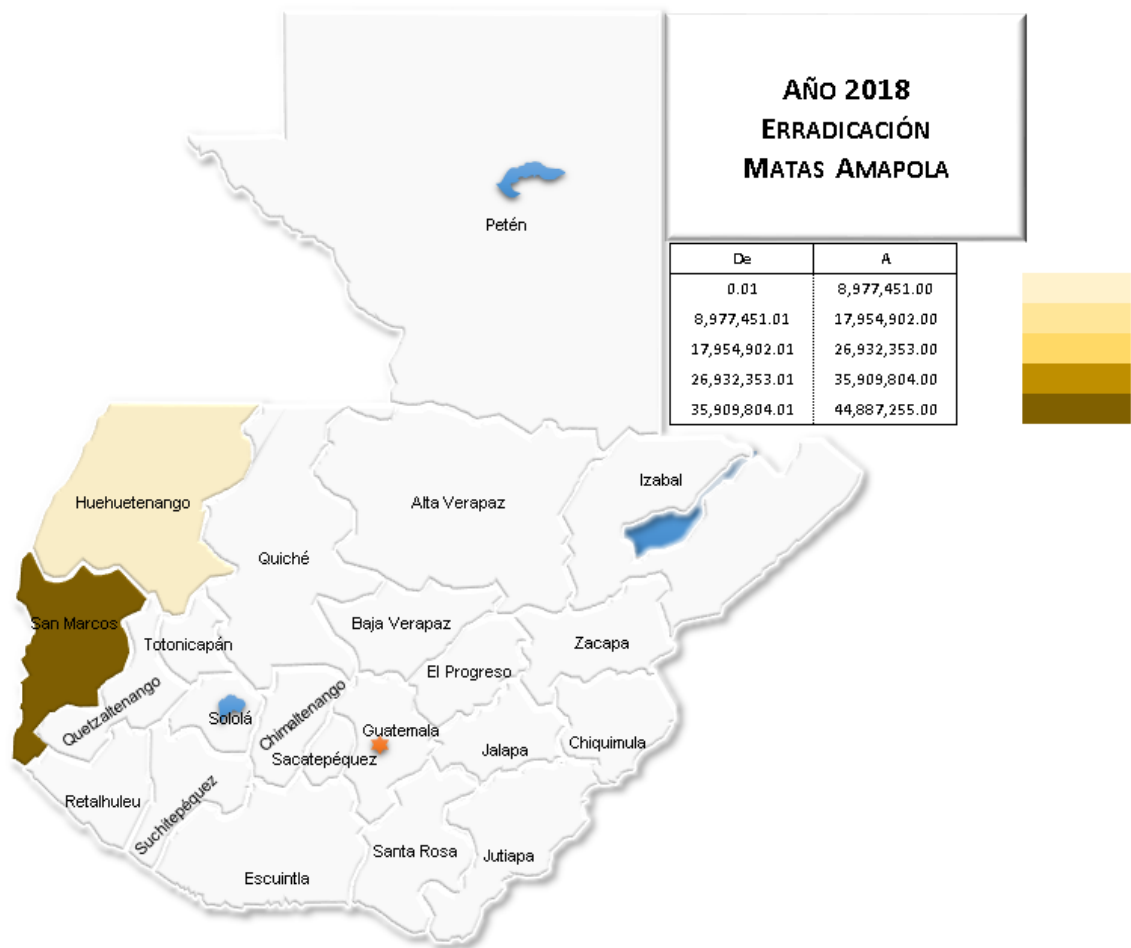 AÑO 2018
ERRADICACIÓN
MATAS AMAPOLA
De A
0.01 8,977,451.00
8,977,451.01 17,954,902.00
17,954,902.01 26,932,353.00
26,932,353.01 35,909,804.00
35,909,804.01 44,887,255.00
Petén
Izabal
Huehuetenango
Alta Verapaz
Quiché
San Marcos
Totonicapán
Baja Verapaz
Zacapa
El Progreso
Quetzaltenango
Sololá
Chimaltenango
Guatemala
Sacatepéquez
Jalapa
Chiquimula
Retalhuleu
Suchitepéquez
Santa Rosa
Jutiapa
Escuintla